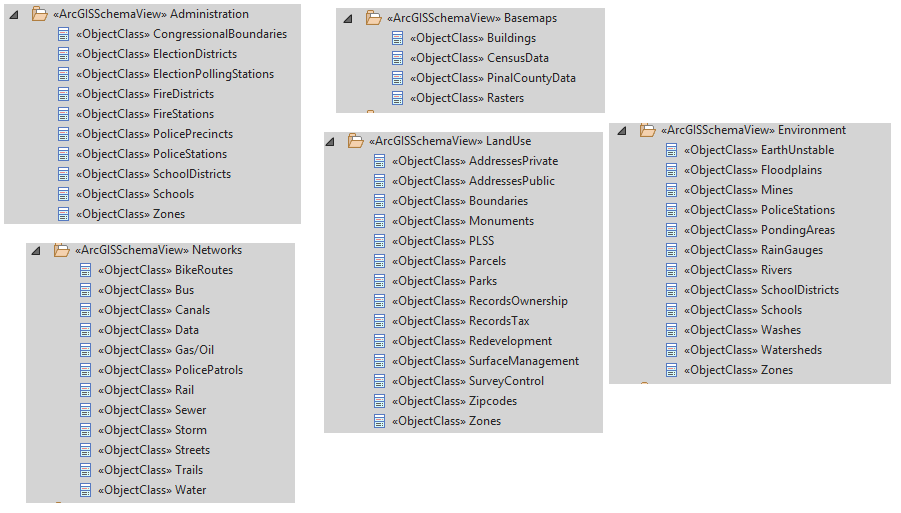 «ArcGISSchemaView» Administration
«ObjectClass» CongressionalBoundaries
«ObjectClass» ElectionDistricts
«ObjectClass» ElectionPollingStations
«ObjectClass» FireDistricts
«ObjectClass» FireStations
«ObjectClass» PolicePrecincts
«ObjectClass» PoliceStations
«ObjectClass» SchoolDistricts
«ObjectClass» Schools
«ObjectClass» Zones
«ArcGISSchemaView» Networks
«ObjectClass» BikeRoutes
«ObjectClass» Bus
«ObjectClass» Canals
«ObjectClass» Data
«ObjectClass» Gas/Oil
«ObjectClass» PolicePatrols
«ObjectClass» Rail
«ObjectClass» Sewer
«ObjectClass» Storm
«ObjectClass» Streets
«ObjectClass» Trails
«ObjectClass» Water
«ArcGISSchemaView» Basemaps
«ObjectClass» Buildings
«ObjectClass» CensusData
«ObjectClass» PinalCountyData
«ObjectClass» Rasters
«ArcGISSchemaView» LandUse
«ObjectClass» AddressesPrivate
«ObjectClass» AddressesPublic
«ObjectClass» Boundaries
«ObjectClass» Monuments
«ObjectClass» PLSS
«ObjectClass» Parcels
«ObjectClass» Parks
«ObjectClass» RecordsOwnership
«ObjectClass» RecordsTax
«ObjectClass» Redevelopment
«ObjectClass» SurfaceManagement
«ObjectClass» SurveyControl
«ObjectClass» Zipcodes
«ObjectClass» Zones
«ArcGISSchemaView» Environment
«ObjectClass» EarthUnstable
«ObjectClass» Floodplains
«ObjectClass» Mines
«ObjectClass» PoliceStations
«ObjectClass» PondingAreas
«ObjectClass» RainGauges
«ObjectClass» Rivers
«ObjectClass» SchoolDistricts
«ObjectClass» Schools
«ObjectClass» Washes
«ObjectClass» Watersheds
«ObjectClass» Zones